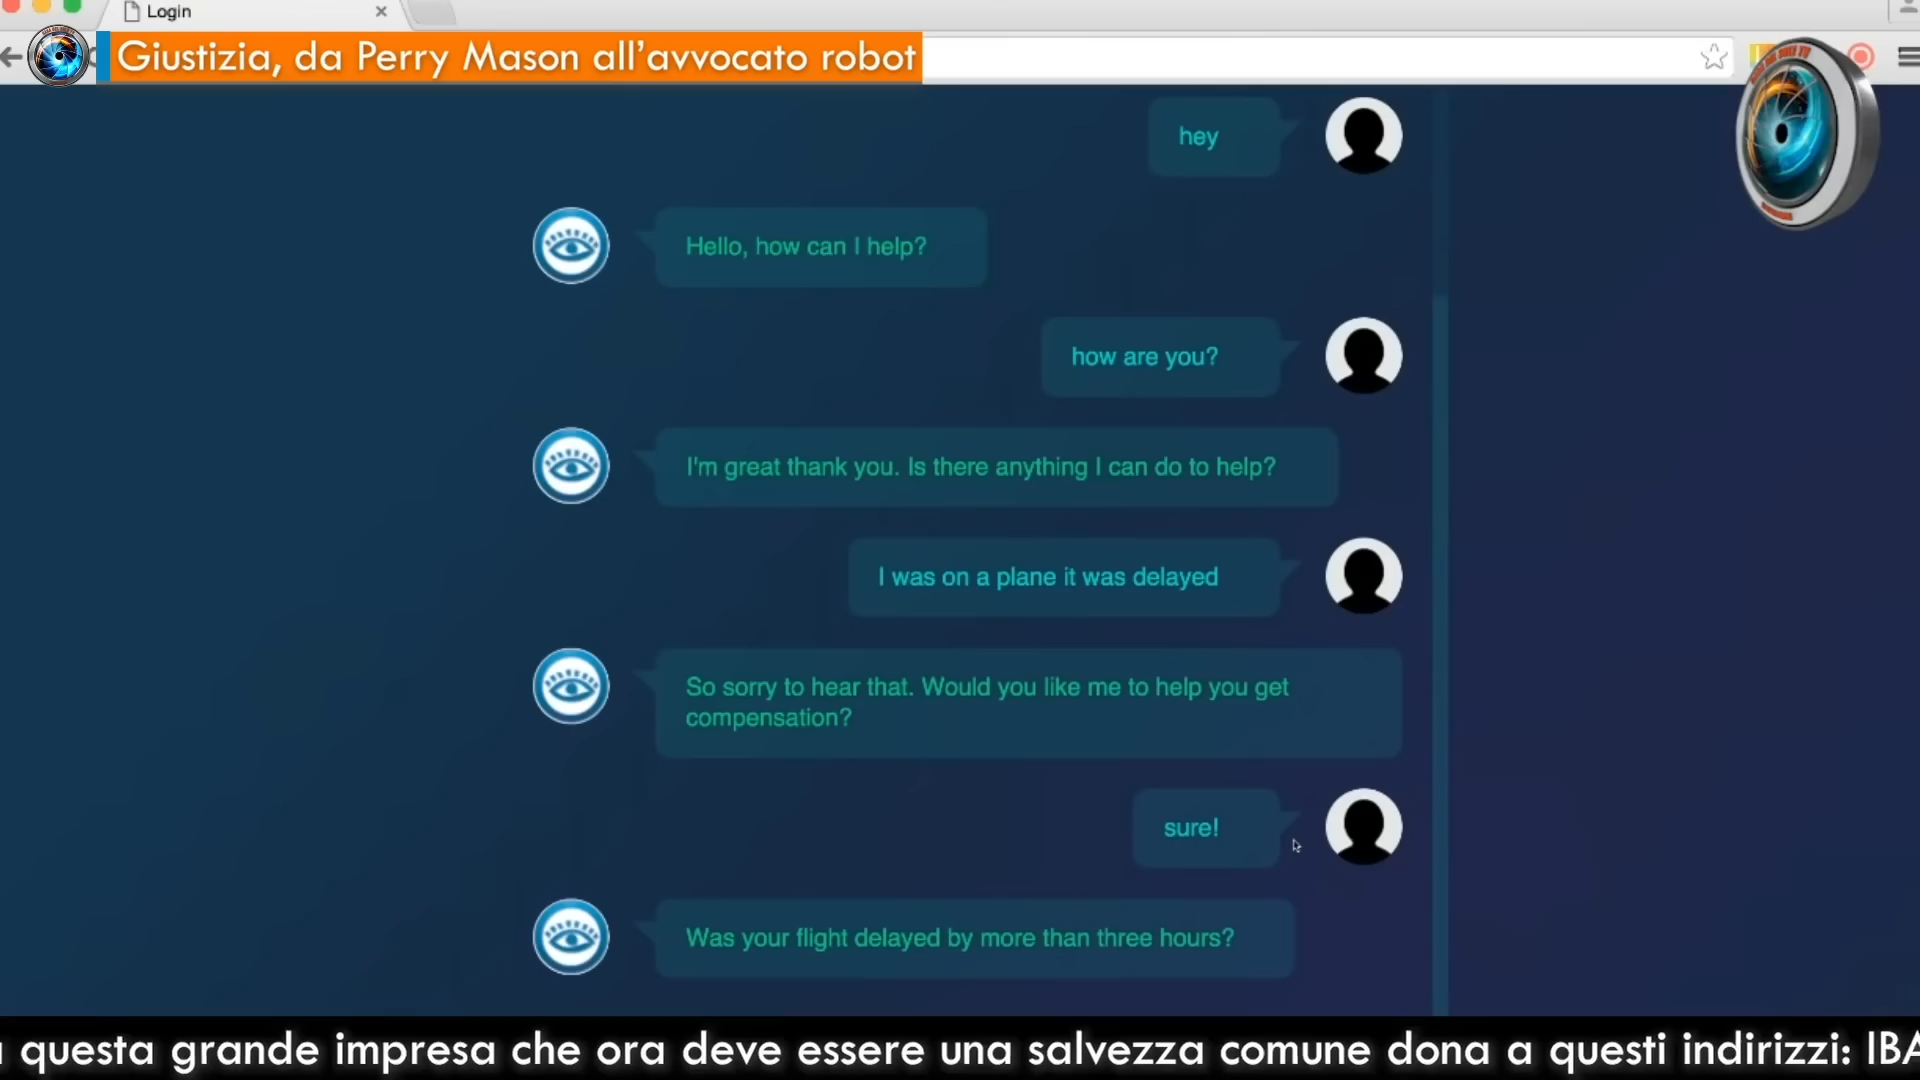 Login
Giustizia, da Perry Mason all'avvocato robot
hey
Hello, how can I help?
how are you?
I'm great thank you. Is there anything I can do to help?
I was on a plane it was delayed
So sorry to hear that. Would you like me to help you get
compensation?
sure!
Was your flight delayed by more than three hours?
questa grande impresa che ora deve essere una salvezza comune dona a questi indirizzi: